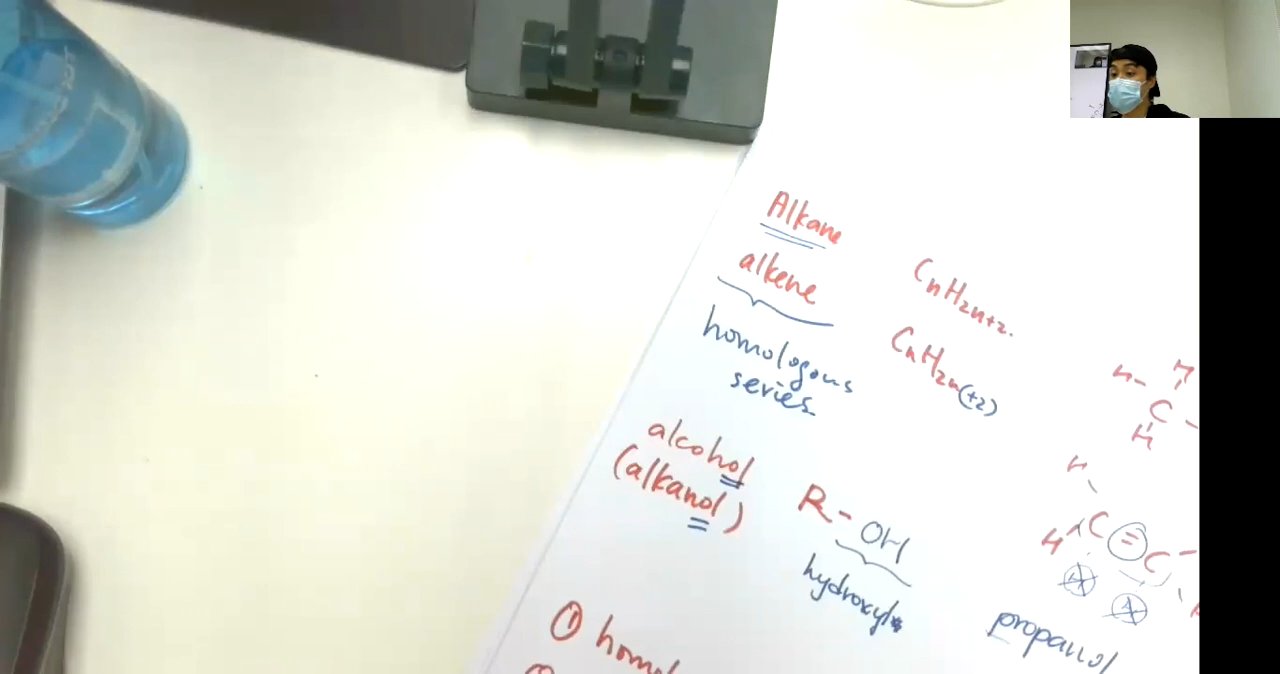 Alkane
CnH2n+2.
alkene
CnH2n(+2)
homologous
series
H
H-
C-
H
alcohol
(alkanol)
R-OH
hydroxyl
H
C=C-
propanol
① homol